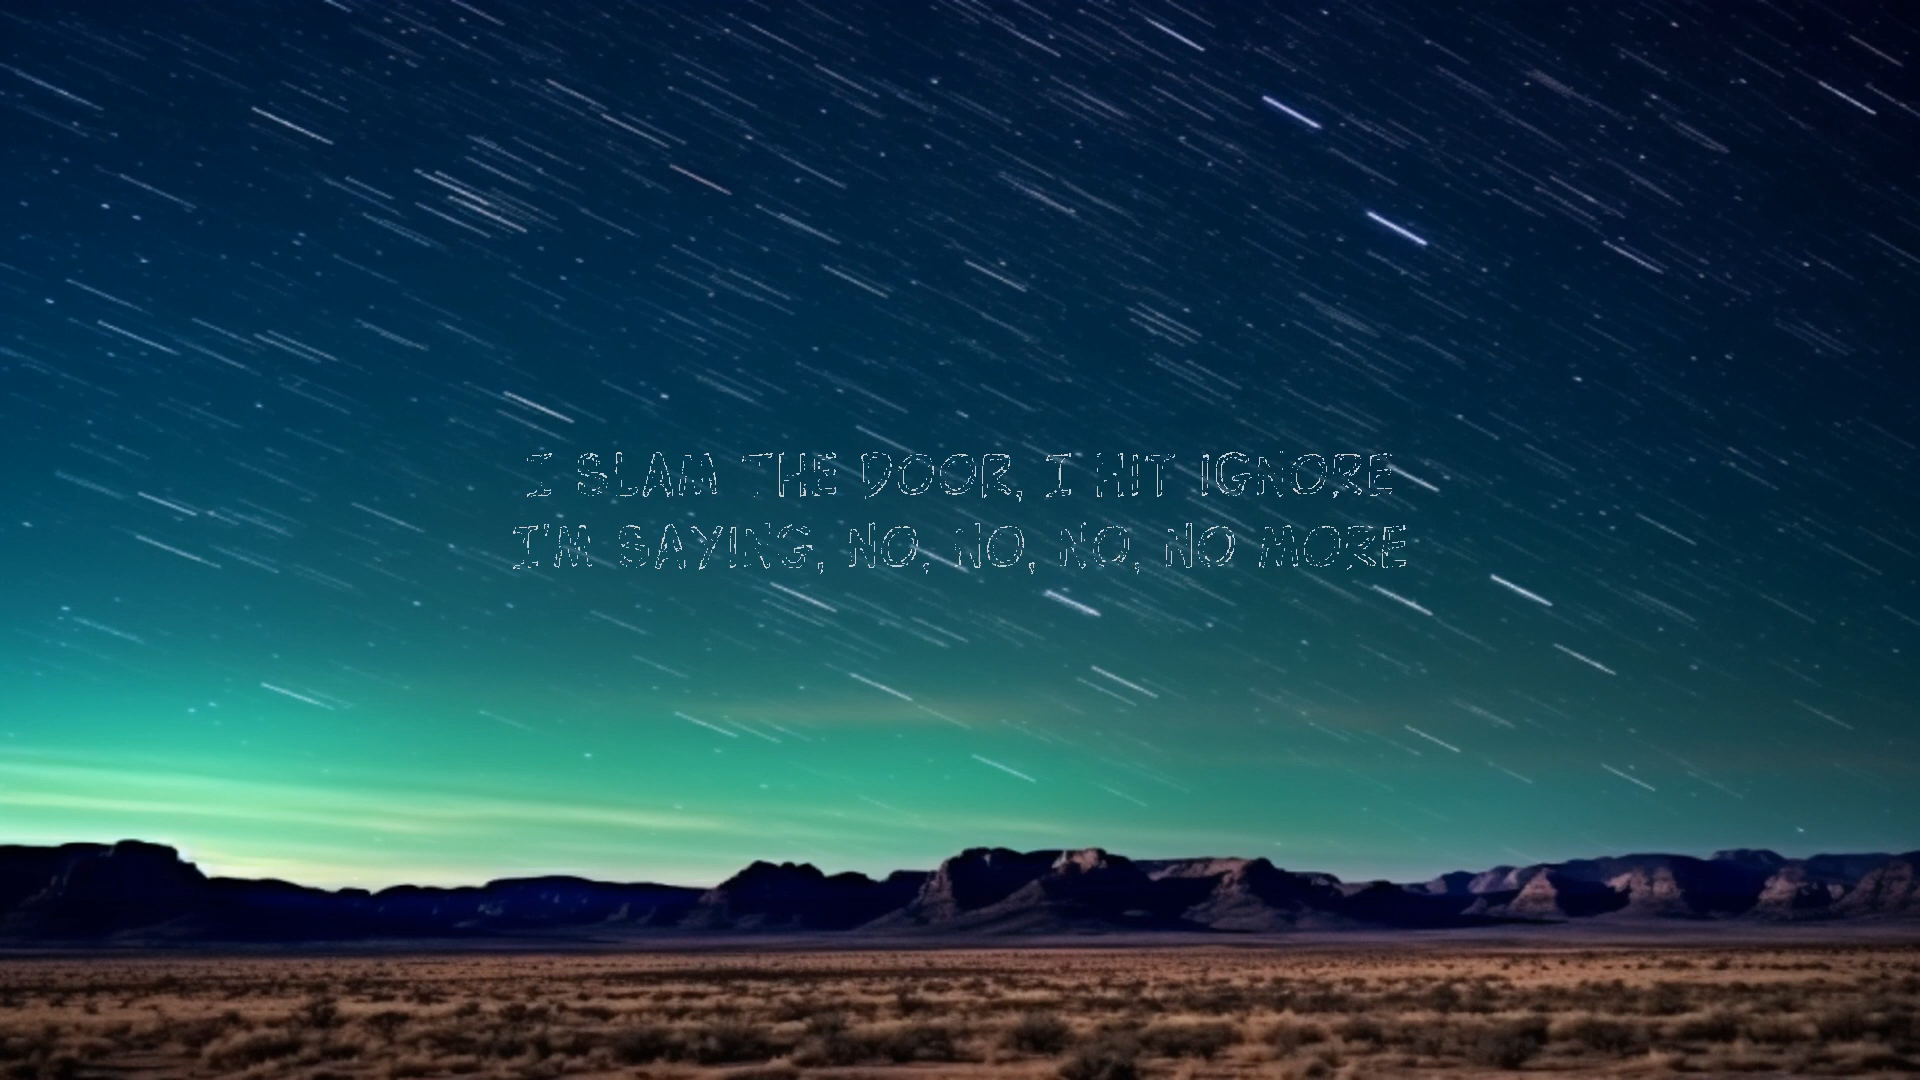 I SLAM THE DOOR, I HIT IGNORE
I'M SAYING, NO, NO, NO, NO MORE